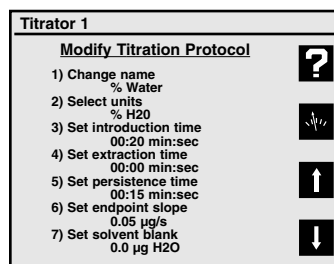 Titrator 1
Modify Titration Protocol
1) Change name
% Water
2) Select units
% H20
3) Set introduction time
00:20 min:sec
4) Set extraction time
00:00 min:sec
5) Set persistence time
00:15 min:sec
6) Set endpoint slope
0.05 µg/s
7) Set solvent blank
0.0 µg H2O
?